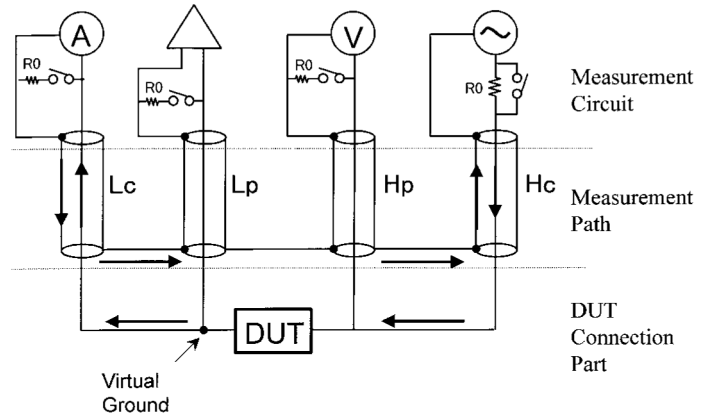 A
V
~
R0
R0
R0
R0
Measurement
Circuit
Lc
Lp
Hp
Hc
Measurement
Path
DUT
DUT
Connection
Part
Virtual
Ground